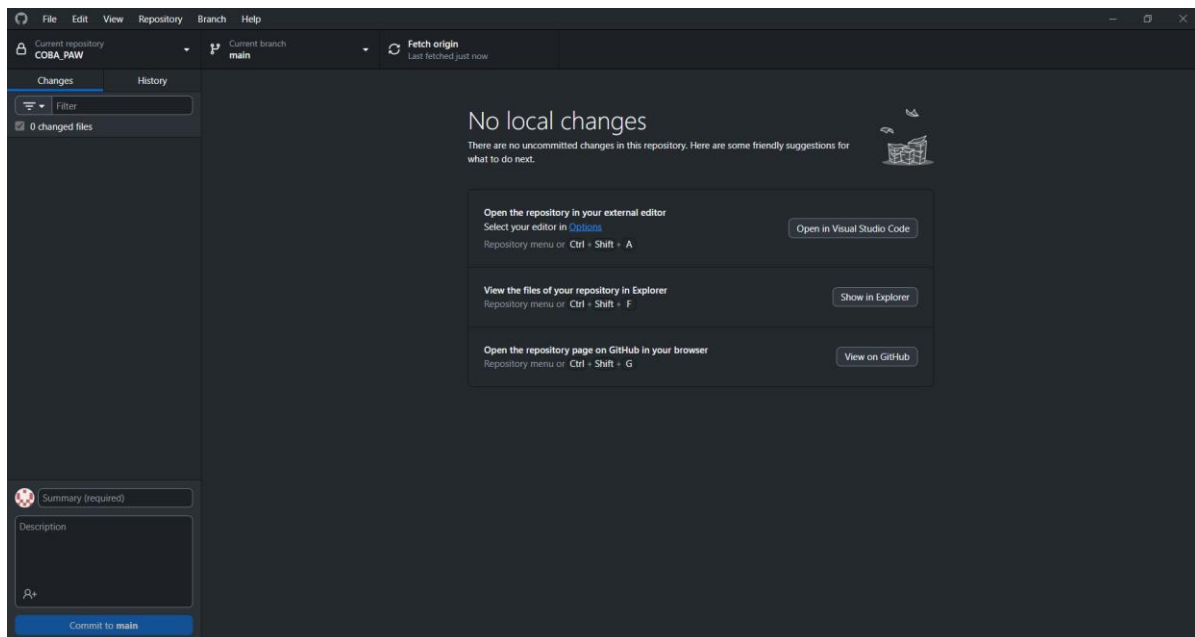 File Edit View Repository Branch Help
Current repository
COBA_PAW
Current branch
main
Fetch origin
Last fetched just now
Changes History
Filter
0 changed files
No local changes
There are no uncommitted changes in this repository. Here are some friendly suggestions for
what to do next.
Open the repository in your external editor
Select your editor in Options
Repository menu or Ctrl + Shift + A
Open in Visual Studio Code
View the files of your repository in Explorer
Repository menu or Ctrl + Shift + F
Show in Explorer
Open the repository page on GitHub in your browser
Repository menu or Ctrl + Shift + G
View on GitHub
Summary (required)
Description
Commit to main